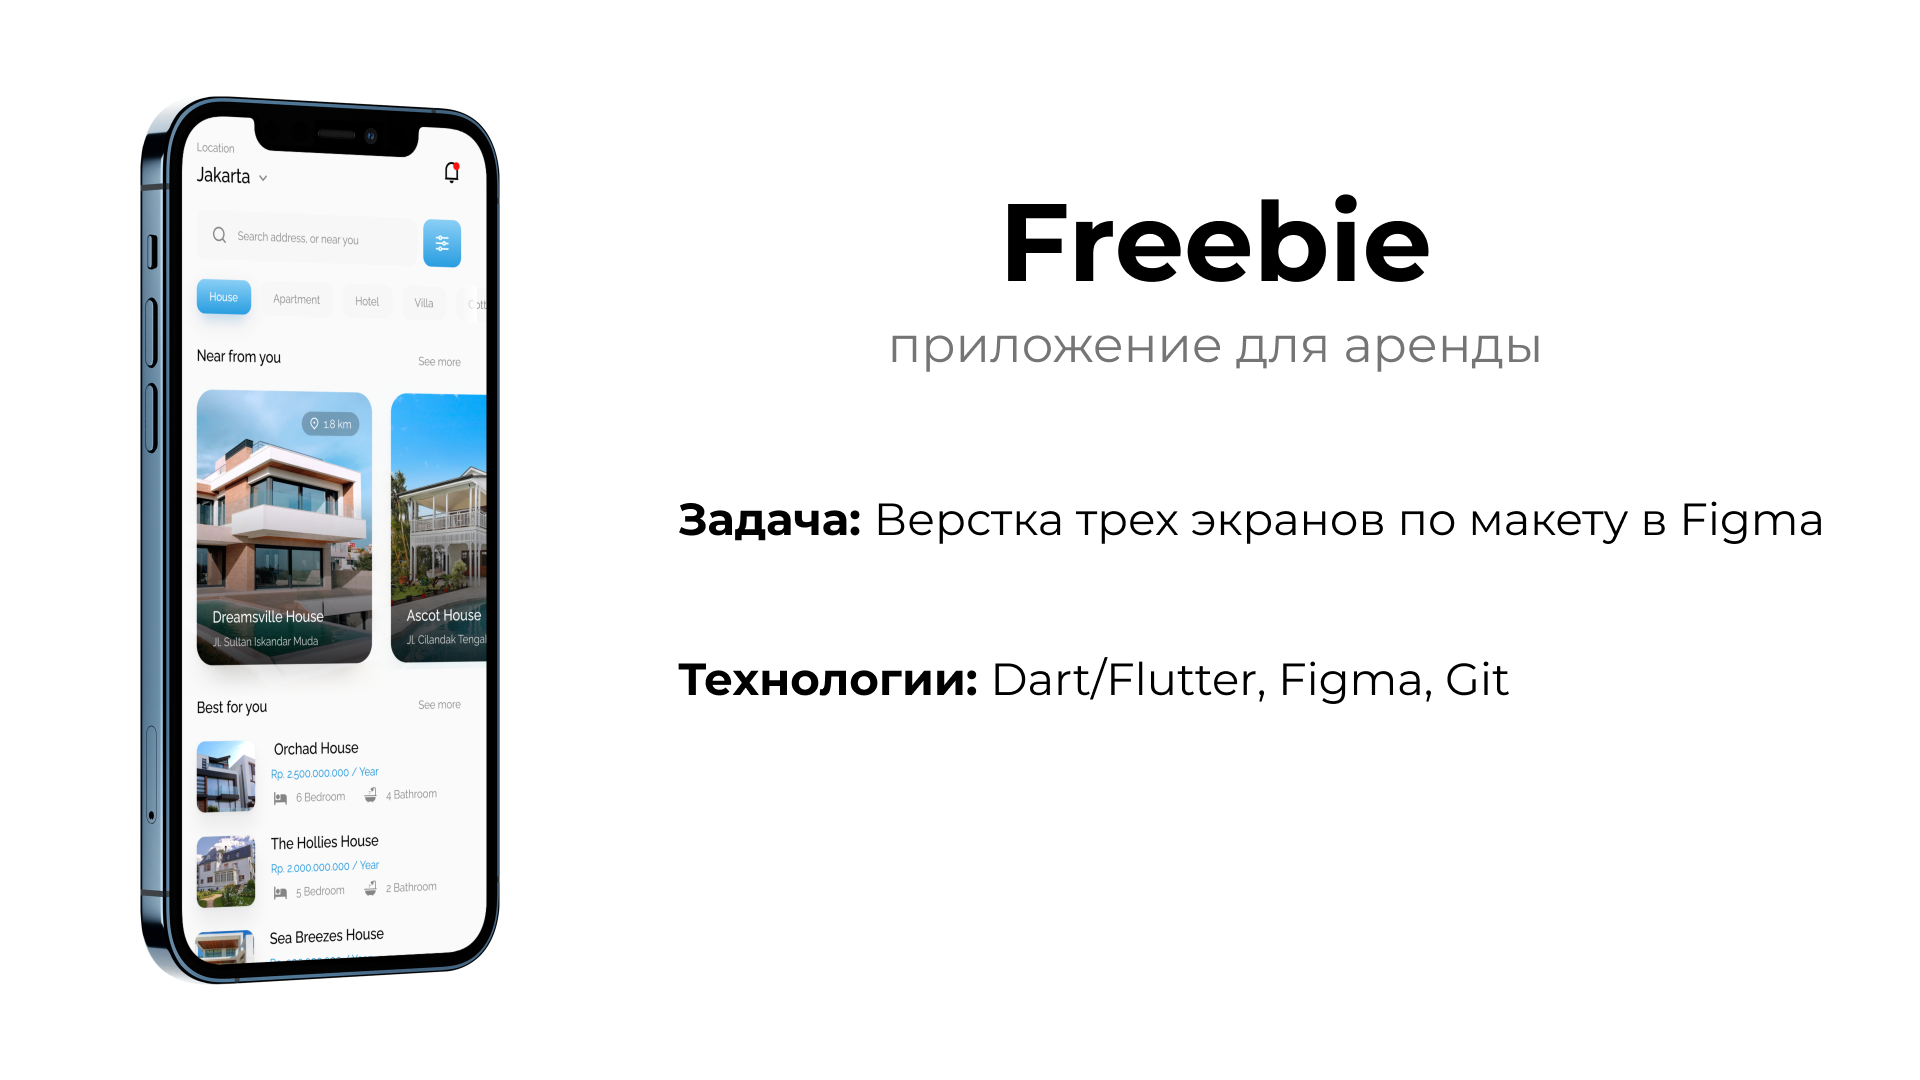 Location
Jakarta
Search address, or near you
House
Apartment
Hotel
Villa
Near from you
See more
1.8 km
Dreamsville House
Jl. Sultan Iskandar Muda
Ascot House
Jl. Cilandak Tengah
Best for you
See more
Orchad House
Rp. 2.500.000.000 / Year
6 Bedroom
4 Bathroom
The Hollies House
Rp. 2.000.000.000 / Year
5 Bedroom
2 Bathroom
Sea Breezes House
Freebie
приложение для аренды
Задача: Верстка трех экранов по макету в Figma
Технологии: Dart/Flutter, Figma, Git